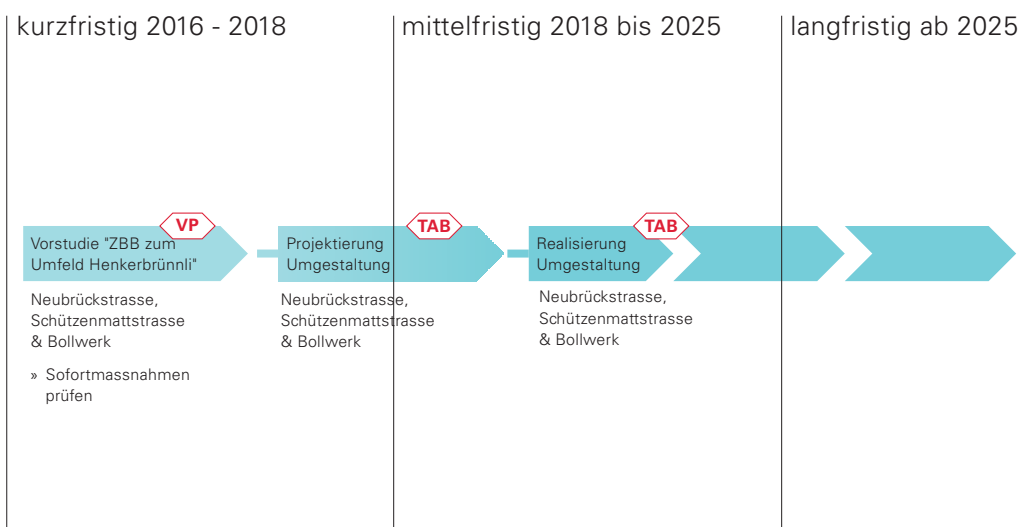 kurzfristig 2016 - 2018
mittelfristig 2018 bis 2025
langfristig ab 2025
VP
Vorstudie "ZBB zum
Umfeld Henkerbrünnli"
Neubrückstrasse,
Schützenmattstrasse
& Bollwerk
» Sofortmassnahmen
prüfen
TAB
Projektierung
Umgestaltung
Neubrückstrasse,
Schützenmattstrasse
& Bollwerk
TAB
Realisierung
Umgestaltung
Neubrückstrasse,
Schützenmattstrasse
& Bollwerk